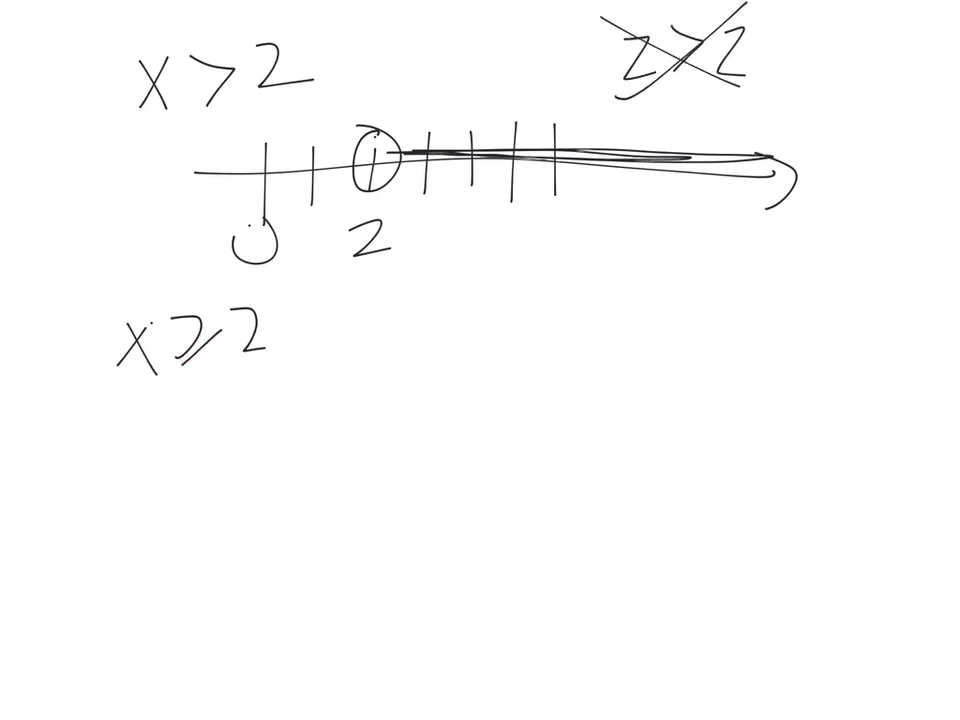 x > 2
2 > 2
0 2
x ≥ 2